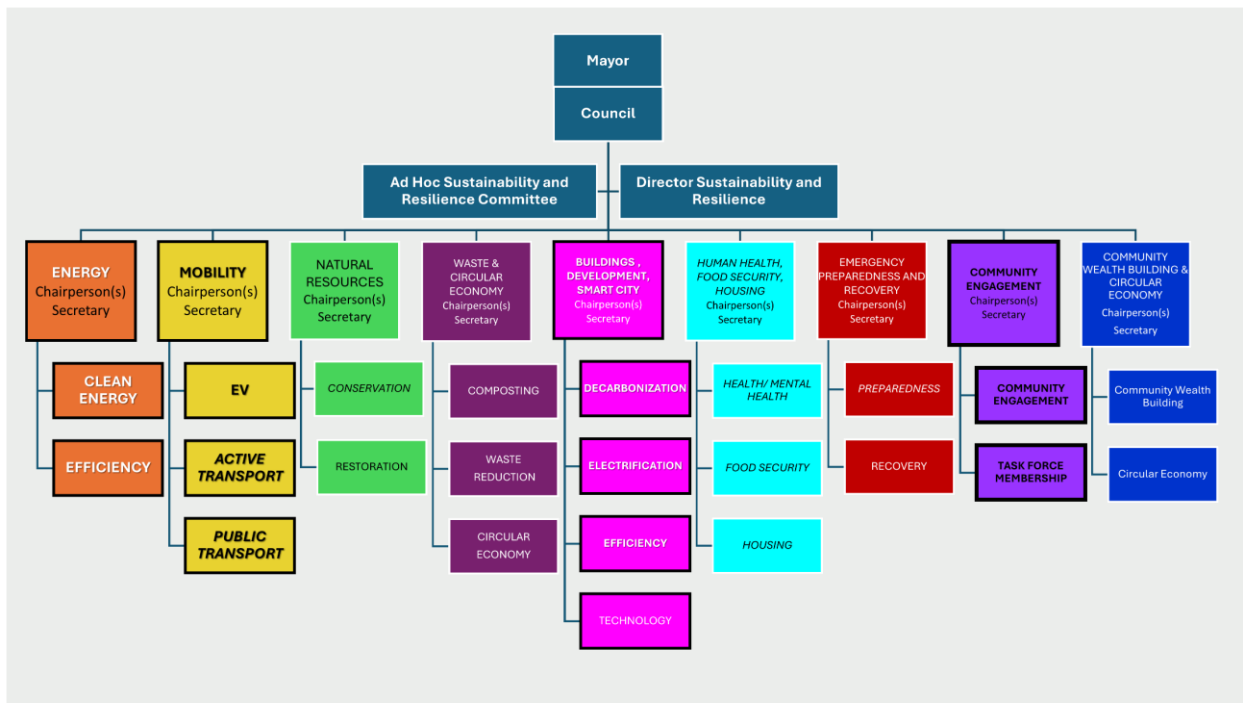 Mayor
Council
Ad Hoc Sustainability and
Resilience Committee
Director Sustainability and
Resilience
ENERGY
Chairperson(s)
Secretary
CLEAN
ENERGY
EFFICIENCY
MOBILITY
Chairperson(s)
Secretary
EV
ACTIVE
TRANSPORT
PUBLIC
TRANSPORT
NATURAL
RESOURCES
Chairperson(s)
Secretary
CONSERVATION
RESTORATION
WASTE &
CIRCULAR
ECONOMY
Chairperson(s)
Secretary
COMPOSTING
WASTE
REDUCTION
CIRCULAR
ECONOMY
BUILDINGS ,
DEVELOPMENT,
SMART CITY
Chairperson(s)
Secretary
DECARBONIZATION
ELECTRIFICATION
EFFICIENCY
TECHNOLOGY
HUMAN HEALTH,
FOOD SECURITY,
HOUSING
Chairperson(s)
Secretary
HEALTH/ MENTAL
HEALTH
FOOD SECURITY
HOUSING
EMERGENCY
PREPAREDNESS AND
RECOVERY
Chairperson(s)
Secretary
PREPAREDNESS
RECOVERY
COMMUNITY
ENGAGEMENT
Chairperson(s)
Secretary
COMMUNITY
ENGAGEMENT
TASK FORCE
MEMBERSHIP
COMMUNITY
WEALTH BUILDING &
CIRCULAR
ECONOMY
Chairperson(s)
Secretary
Community Wealth
Building
Circular Economy